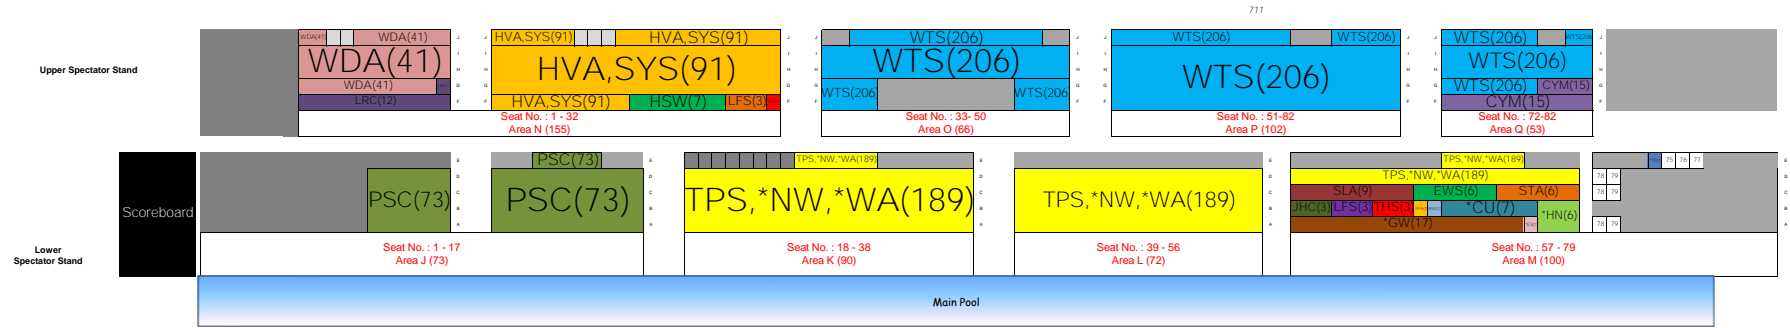 711
WDA(41) WDA(41) HVA,SYS(91) HVA,SYS(91) WTS(206) WTS(206) WTS(206) WTS(206)
Upper Spectator Stand
WDA(41) HVA,SYS(91) WTS(206) WTS(206) WTS(206)
WDA(41) WTS(206) WTS(206) WTS(206) CYM(15)
LRC(12) HVA,SYS(91) HSW(7) LFS(3) CYM(15)
Seat No. : 1 - 32
Area N (155)
Seat No. : 33- 50
Area O (66)
Seat No. : 51-82
Area P (102)
Seat No. : 72-82
Area Q (53)
J
I
H
G
F
PSC(73) TPS,*NW,*WA(189) TPS,*NW,*WA(189) 75 76 77
Scoreboard
PSC(73) PSC(73) TPS,*NW,*WA(189) TPS,*NW,*WA(189) TPS,*NW,*WA(189) 78 79
SLA(9) EWS(6) STA(6) 78 79
JHC(3) LFS(3) THS(3) *CU(7) *HN(6)
*GW(17) 78 79
E
D
C
B
A
Lower
Spectator Stand
Seat No. : 1 - 17
Area J (73)
Seat No. : 18 - 38
Area K (90)
Seat No. : 39 - 56
Area L (72)
Seat No. : 57 - 79
Area M (100)
Main Pool